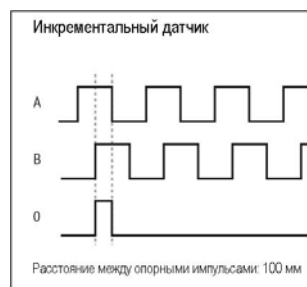 Инкрементальный датчик
A
B
0
Расстояние между опорными импульсами: 100 мм